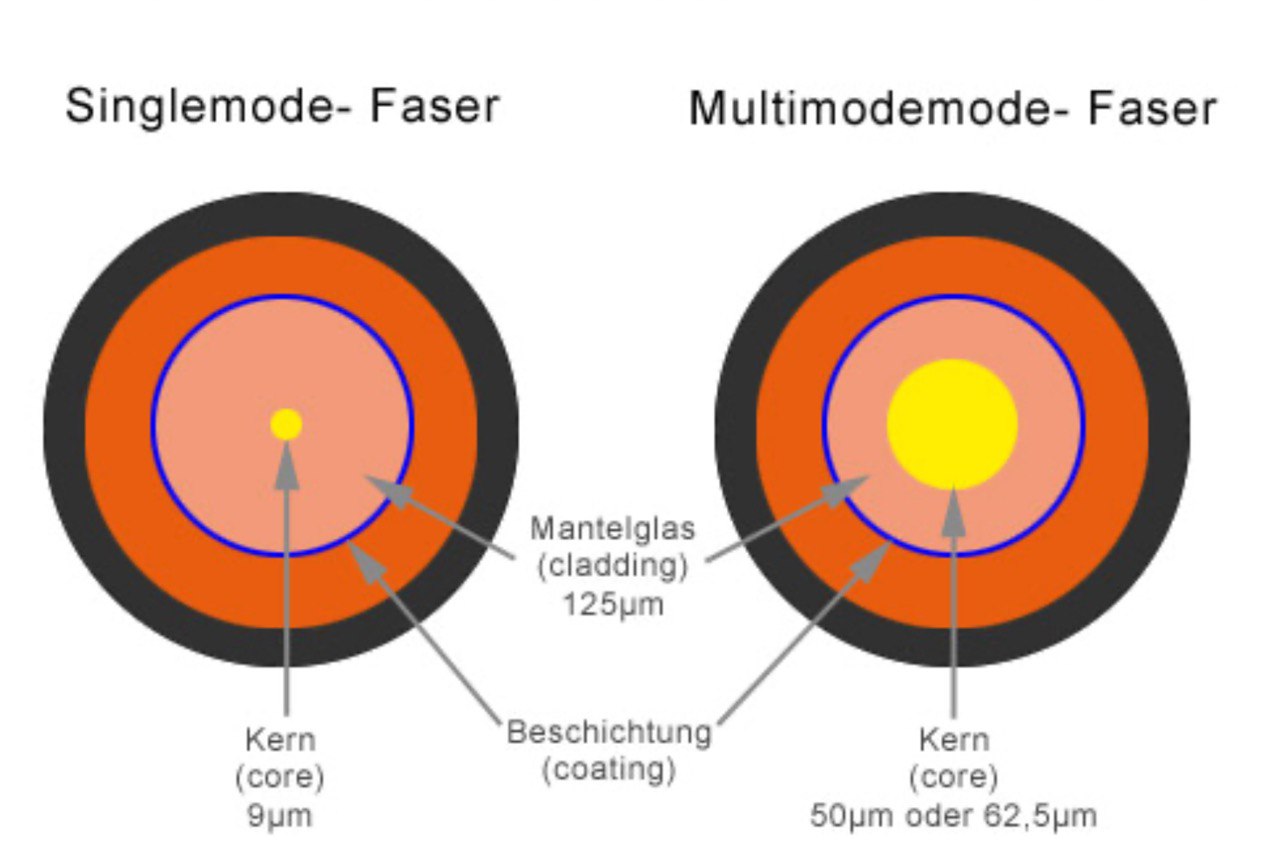 Singlemode- Faser
Multimodemode- Faser
Mantelglas
(cladding)
125µm
Beschichtung
(coating)
Kern
(core)
9µm
Kern
(core)
50µm oder 62,5µm